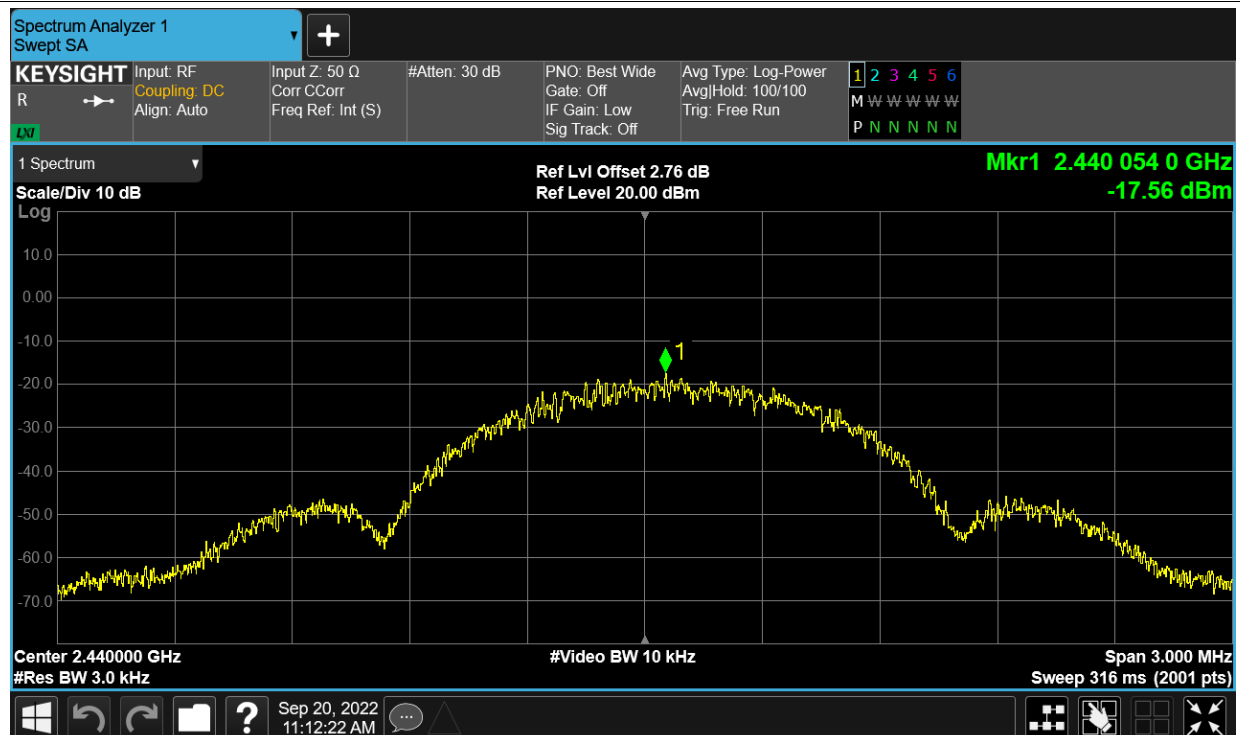 Spectrum Analyzer 1
Swept SA
+
KEYSIGHT
R
LXI
Input: RF
Coupling: DC
Align: Auto
Input Z: 50 Ω
Corr CCorr
Freq Ref: Int (S)
#Atten: 30 dB
PNO: Best Wide
Gate: Off
IF Gain: Low
Sig Track: Off
Avg Type: Log-Power
Avg|Hold: 100/100
Trig: Free Run
1 2 3 4 5 6
M W W W W W
P N N N N N
1 Spectrum
Scale/Div 10 dB
Log
Ref Lvl Offset 2.76 dB
Ref Level 20.00 dBm
Mkr1 2.440 054 0 GHz
-17.56 dBm
10.0
0.00
-10.0
-20.0
-30.0
-40.0
-50.0
-60.0
-70.0
1
Center 2.440000 GHz
#Res BW 3.0 kHz
#Video BW 10 kHz
Span 3.000 MHz
Sweep 316 ms (2001 pts)
?
Sep 20, 2022
11:12:22 AM